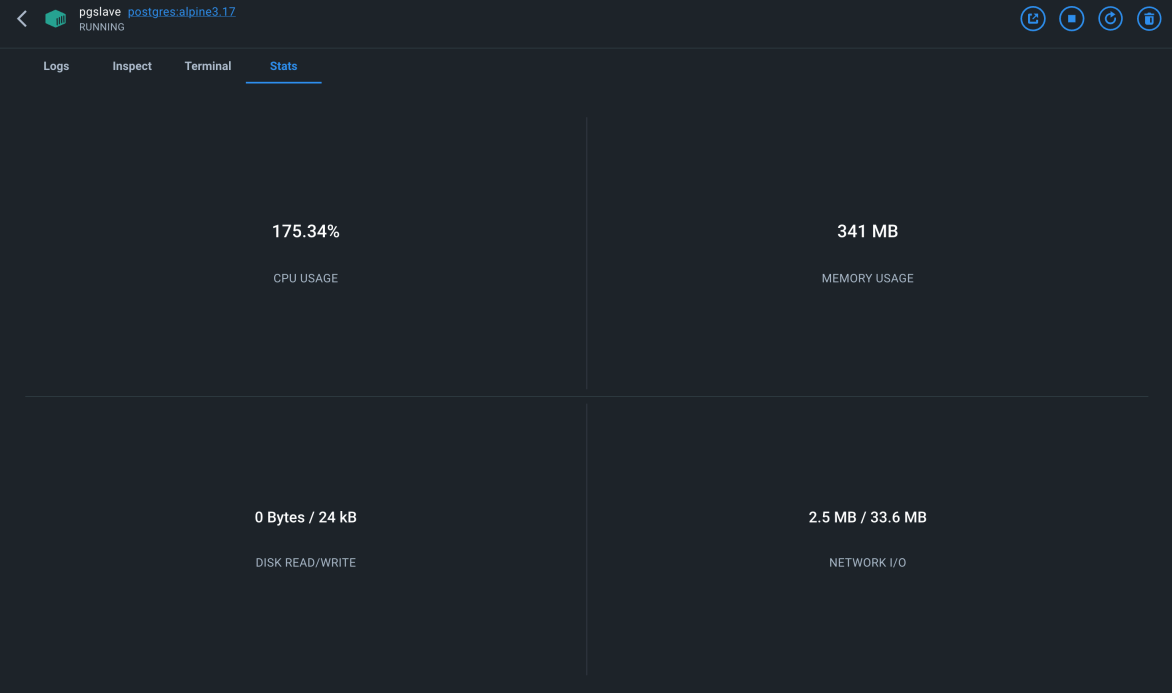 pgslave postgres:alpine3.17
RUNNING
Logs Inspect Terminal Stats
175.34%
CPU USAGE
341 MB
MEMORY USAGE
0 Bytes / 24 kB
DISK READ/WRITE
2.5 MB / 33.6 MB
NETWORK I/O